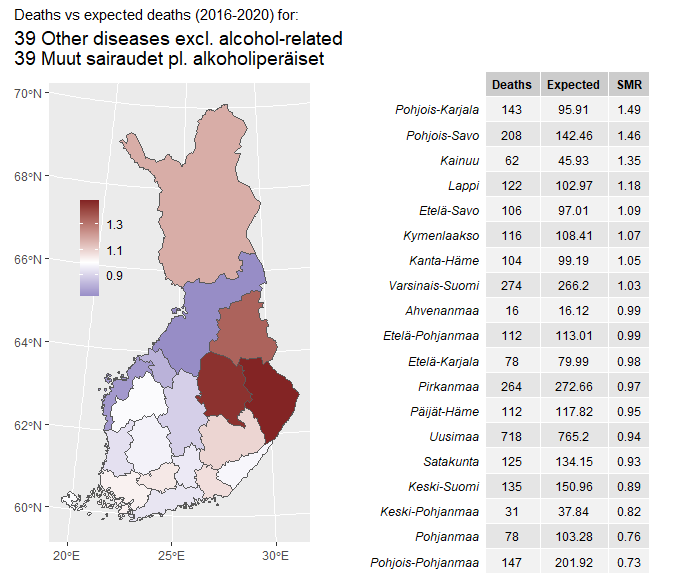 Deaths vs expected deaths (2016-2020) for:
39 Other diseases excl. alcohol-related
39 Muut sairaudet pl. alkoholiperäiset
70°N
68°N
66°N
64°N
62°N
60°N
20°E 25°E 30°E
1.3
1.1
0.9
Deaths Expected SMR
Pohjois-Karjala 143 95.91 1.49
Pohjois-Savo 208 142.46 1.46
Kainuu 62 45.93 1.35
Lappi 122 102.97 1.18
Etelä-Savo 106 97.01 1.09
Kymenlaakso 116 108.41 1.07
Kanta-Häme 104 99.19 1.05
Varsinais-Suomi 274 266.2 1.03
Ahvenanmaa 16 16.12 0.99
Etelä-Pohjanmaa 112 113.01 0.99
Etelä-Karjala 78 79.99 0.98
Pirkanmaa 264 272.66 0.97
Päijät-Häme 112 117.82 0.95
Uusimaa 718 765.2 0.94
Satakunta 125 134.15 0.93
Keski-Suomi 135 150.96 0.89
Keski-Pohjanmaa 31 37.84 0.82
Pohjanmaa 78 103.28 0.76
Pohjois-Pohjanmaa 147 201.92 0.73